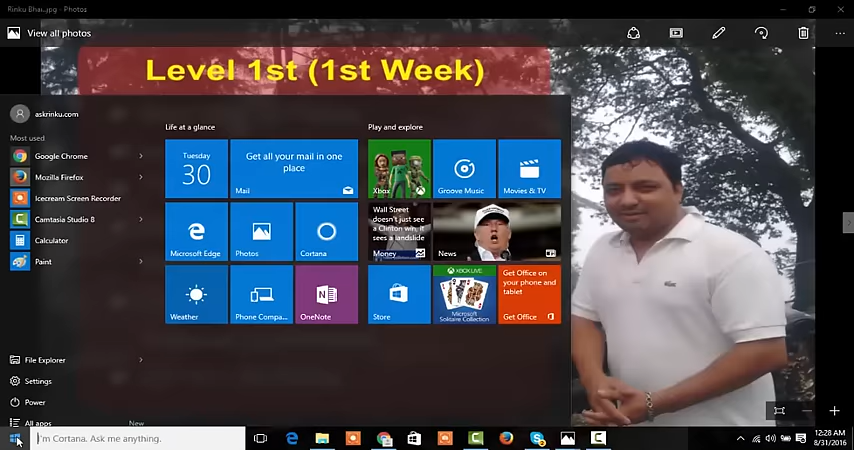 Rinku Bhai..jpg - Photos
View all photos
Level 1st (1st Week)
askrinku.com
Most used
Google Chrome
Mozilla Firefox
Icecream Screen Recorder
Camtasia Studio 8
Calculator
Paint
File Explorer
Settings
Power
All apps
New
Life at a glance
Tuesday
30
Get all your mail in one
place
Mail
Microsoft Edge
Photos
Cortana
Weather
Phone Compa...
OneNote
Play and explore
Xbox
Groove Music
Movies & TV
Wall Street
doesn't just see
a Clinton win, it
sees a landslide
Money
News
Store
XBOX LIVE
Microsoft
Solitaire Collection
Get Office on
your phone and
tablet
Get Office
I'm Cortana. Ask me anything.
12:28 AM
8/31/2016